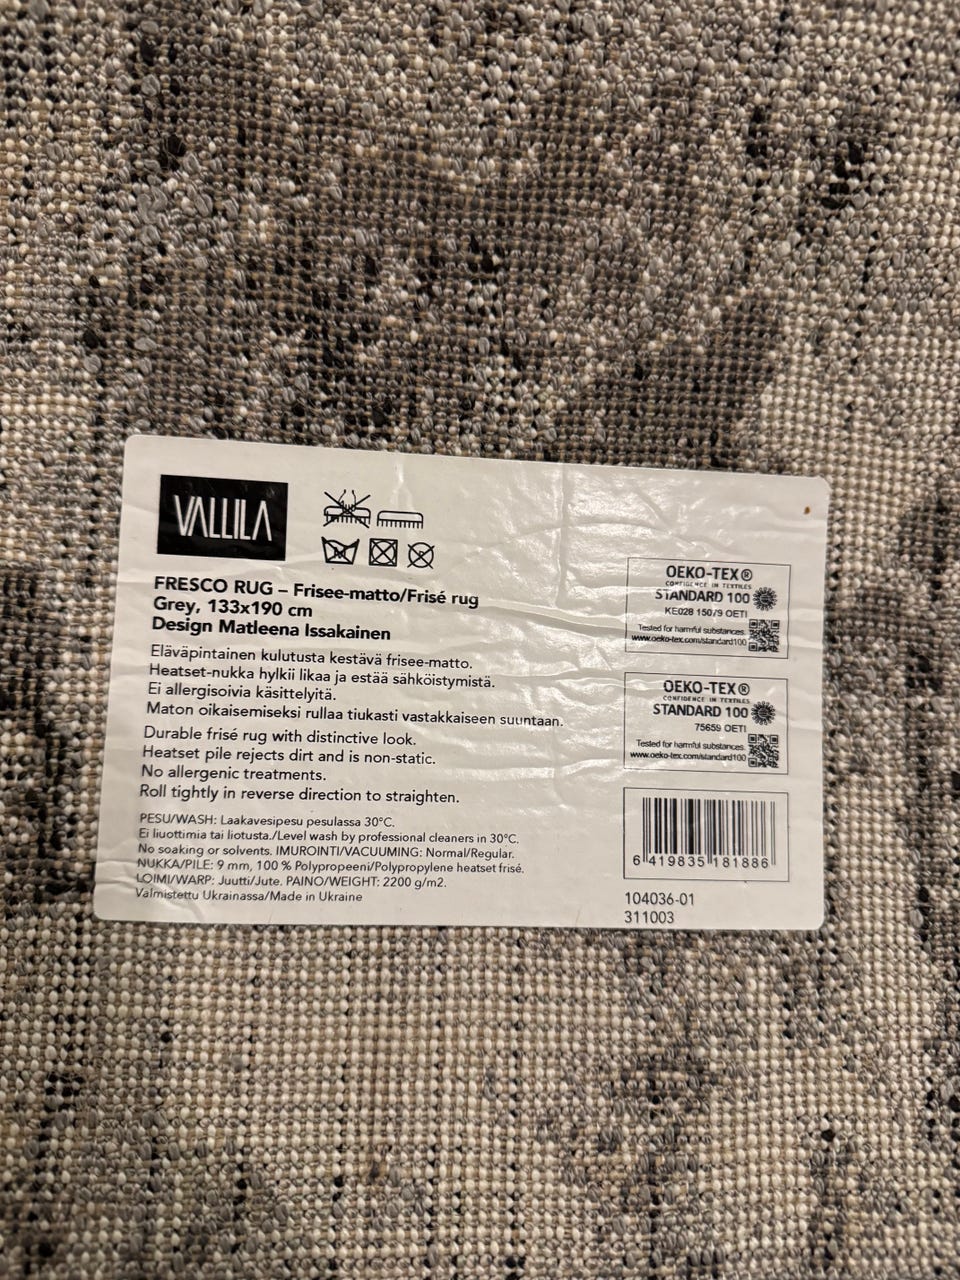 VALLILA
FRESCO RUG – Frisee-matto/Frisé rug
Grey, 133x190 cm
Design Matleena Issakainen
Eläväpintainen kulutusta kestävä frisee-matto.
Heatset-nukka hylkii likaa ja estää sähköistymistä.
Ei allergisoivia käsittelyitä.
Maton oikaisemiseksi rullaa tiukasti vastakkaiseen suuntaan.
Durable frisé rug with distinctive look.
Heatset pile rejects dirt and is non-static.
No allergenic treatments.
Roll tightly in reverse direction to straighten.
PESU/WASH: Laakavesipesu pesulassa 30°C.
Ei liuottimia tai liotusta./Level wash by professional cleaners in 30°C.
No soaking or solvents. IMUROINTI/VACUUMING: Normal/Regular.
NUKKA/PILE: 9 mm, 100 % Polypropeeni/Polypropylene heatset frisé.
LOIMI/WARP: Juutti/Jute. PAINO/WEIGHT: 2200 g/m2.
Valmistettu Ukrainassa/Made in Ukraine
OEKO-TEX®
CONFIDENCE IN TEXTILES
STANDARD 100
KE028 15079 OETI
Tested for harmful substances.
www.oeko-tex.com/standard100
OEKO-TEX®
CONFIDENCE IN TEXTILES
STANDARD 100
75659 OETI
Tested for harmful substances.
www.oeko-tex.com/standard100
6 419835 181886
104036-01
311003